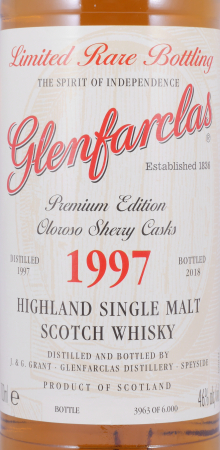 Limited Rare Bottling
THE SPIRIT OF INDEPENDENCE
Glenfarclas®
Established 1836
Premium Edition
Oloroso Sherry Casks
DISTILLED
1997
1997
BOTTLED
2018
HIGHLAND SINGLE MALT
SCOTCH WHISKY
DISTILLED AND BOTTLED BY
J. & G. GRANT · GLENFARCLAS DISTILLERY · SPEYSIDE
PRODUCT OF SCOTLAND
e
46%
BOTTLE 3963 OF 6.000